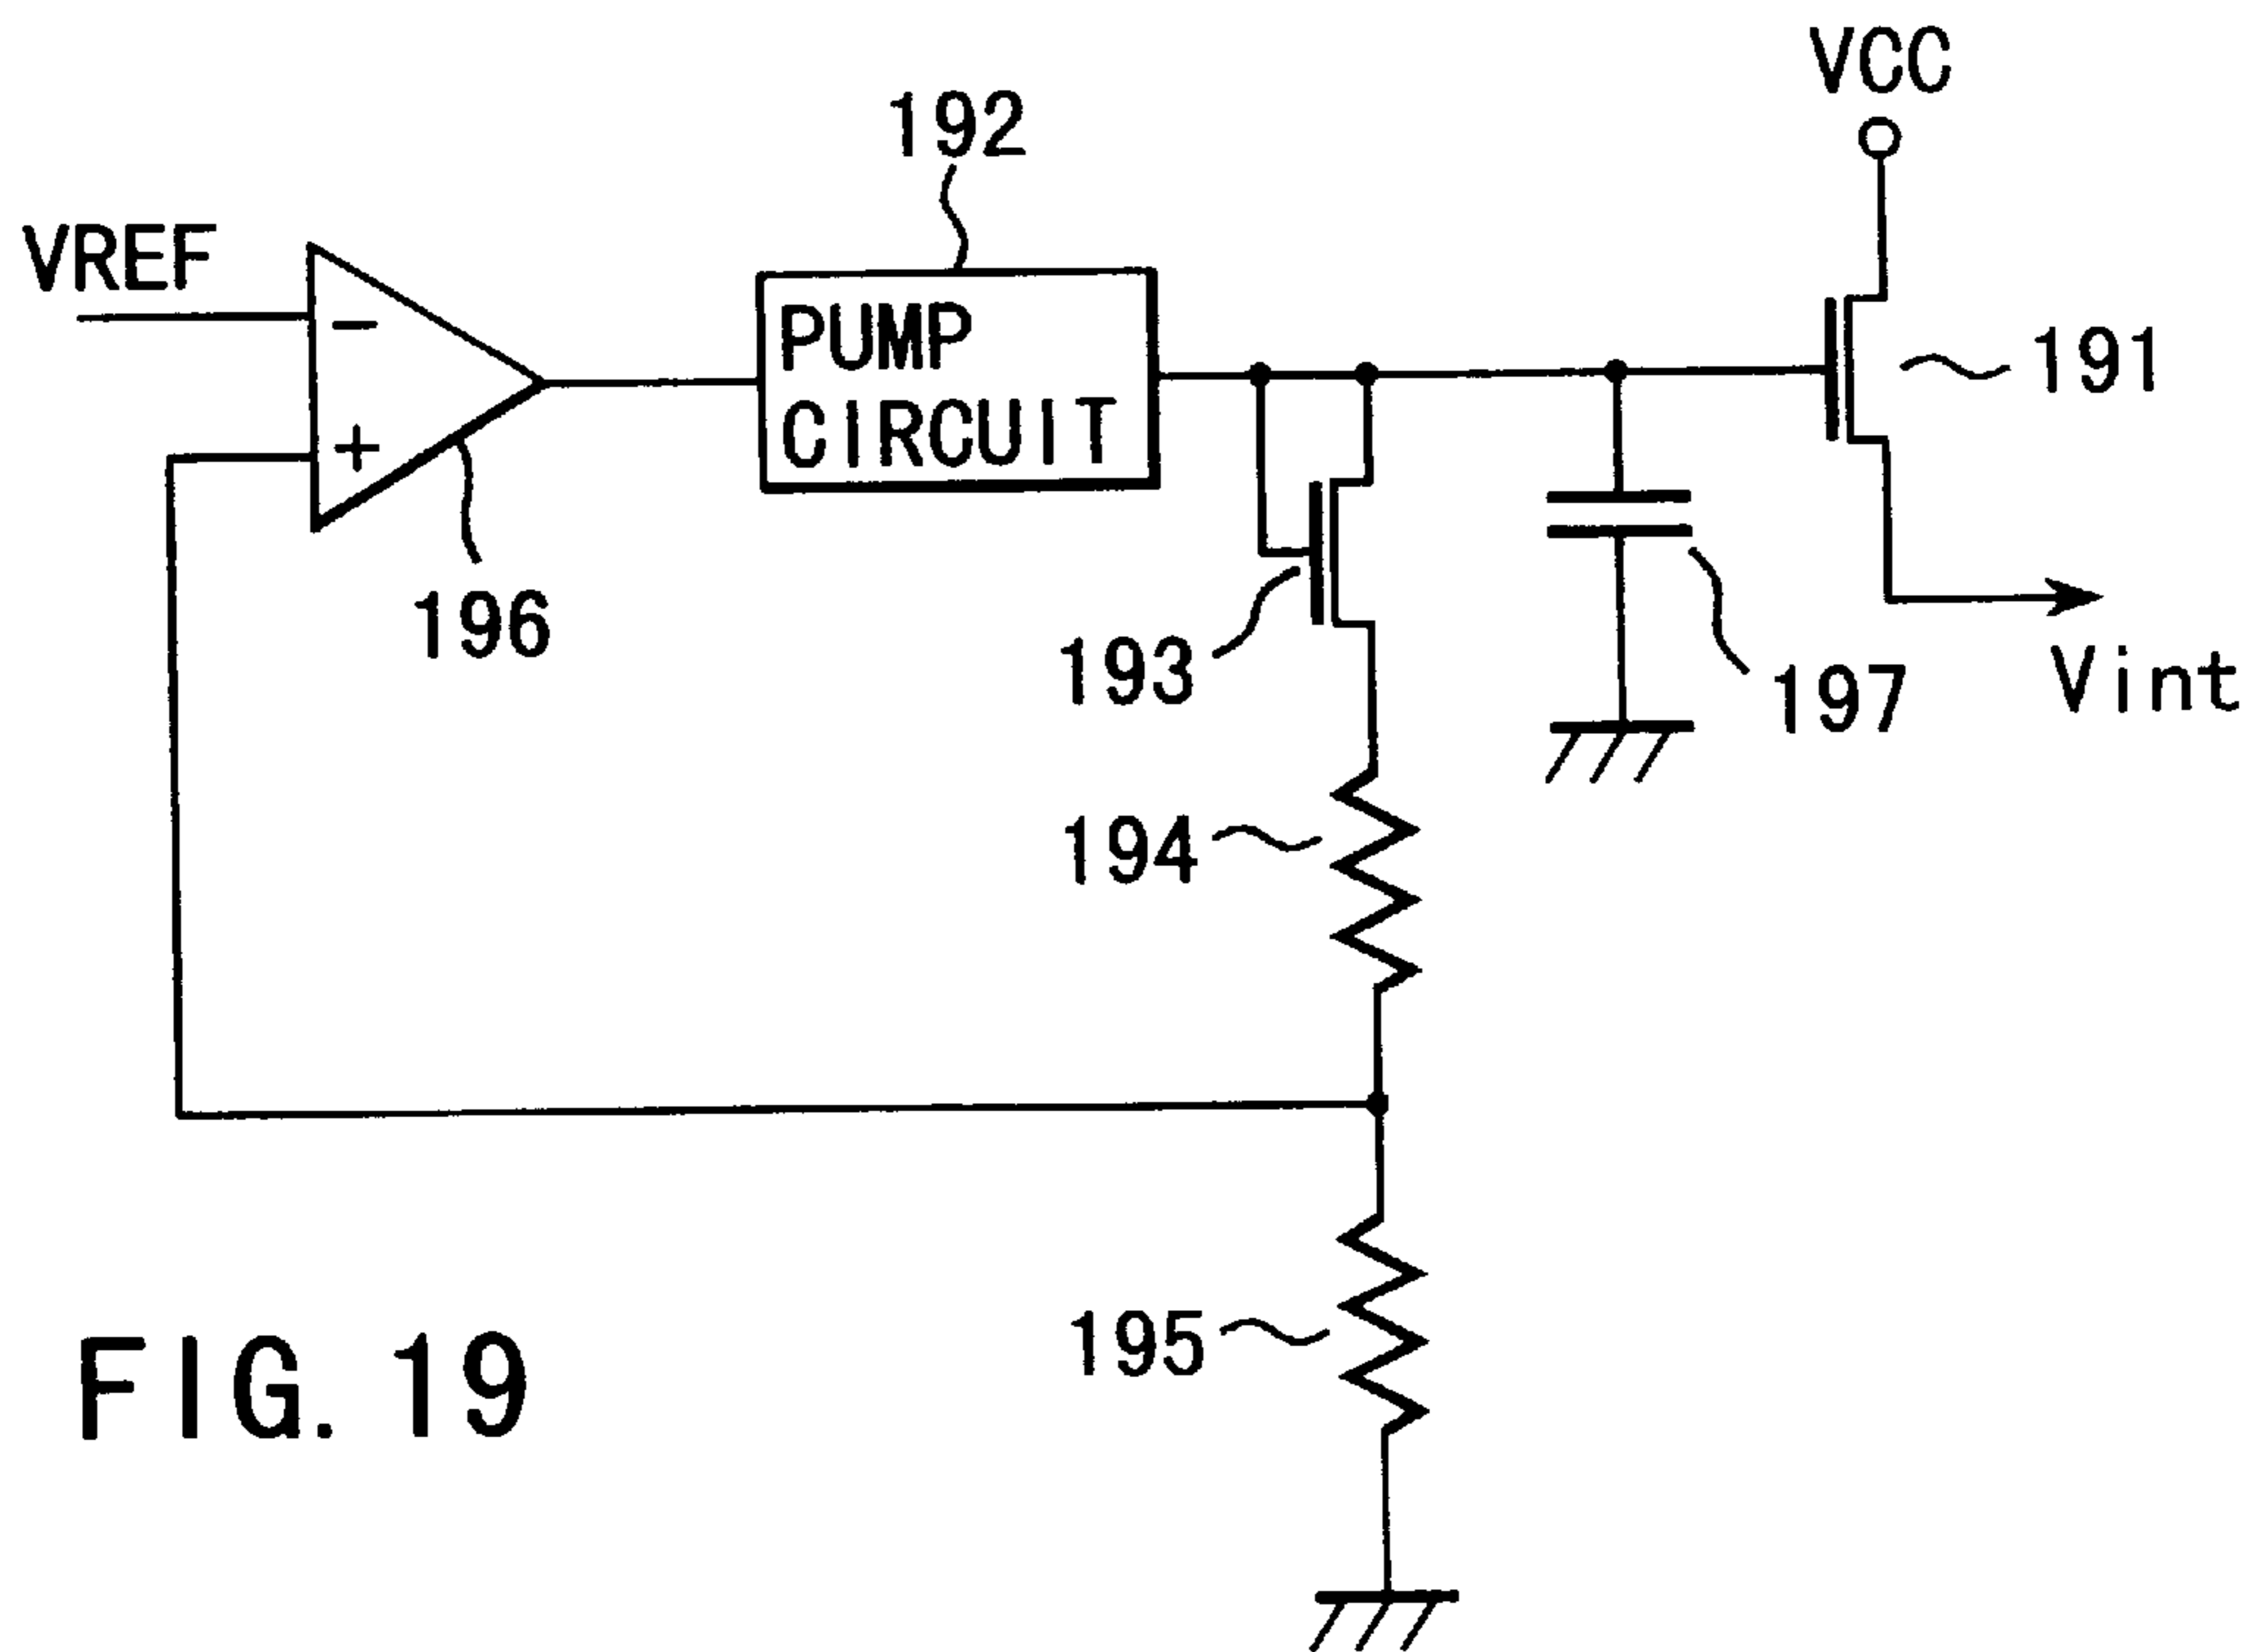 VCC
192
VREF
−
PUMP
CIRCUIT
191
+
196
193
197
Vint
194
195
FIG. 19